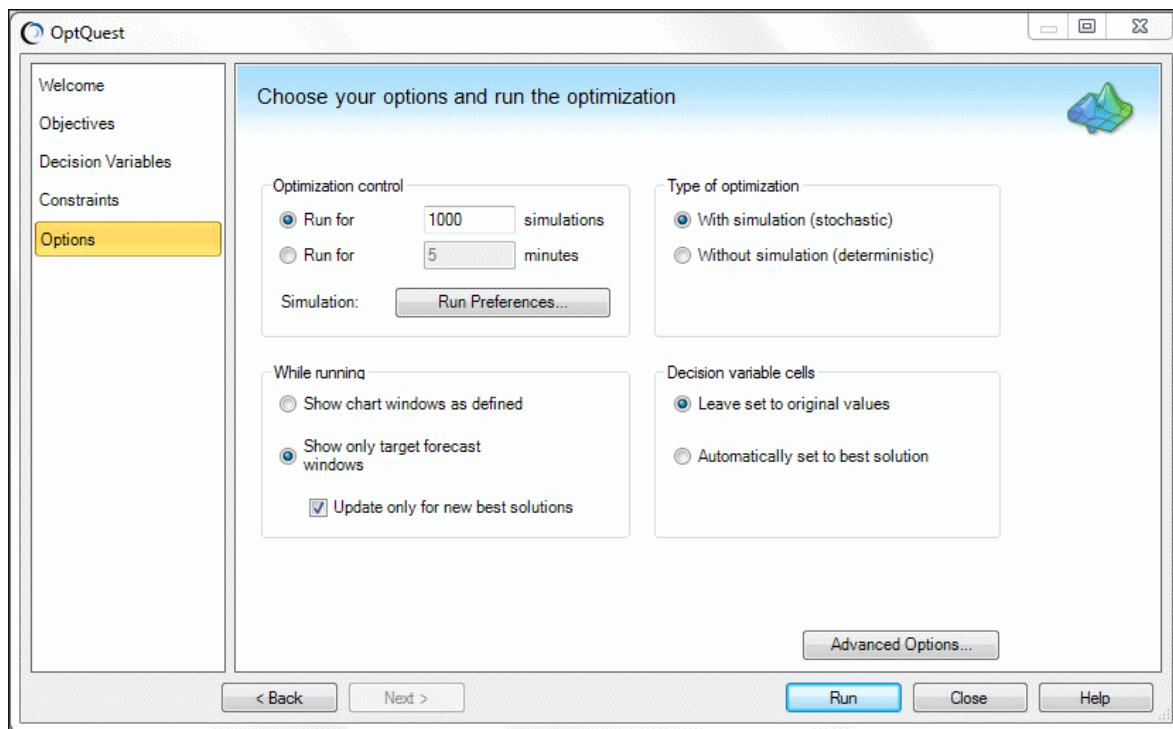 OptQuest
Welcome
Objectives
Decision Variables
Constraints
Options
Choose your options and run the optimization
Optimization control
Run for 1000 simulations
Run for 5 minutes
Simulation: Run Preferences...
Type of optimization
With simulation (stochastic)
Without simulation (deterministic)
While running
Show chart windows as defined
Show only target forecast
windows
Update only for new best solutions
Decision variable cells
Leave set to original values
Automatically set to best solution
Advanced Options...
< Back Next > Run Close Help